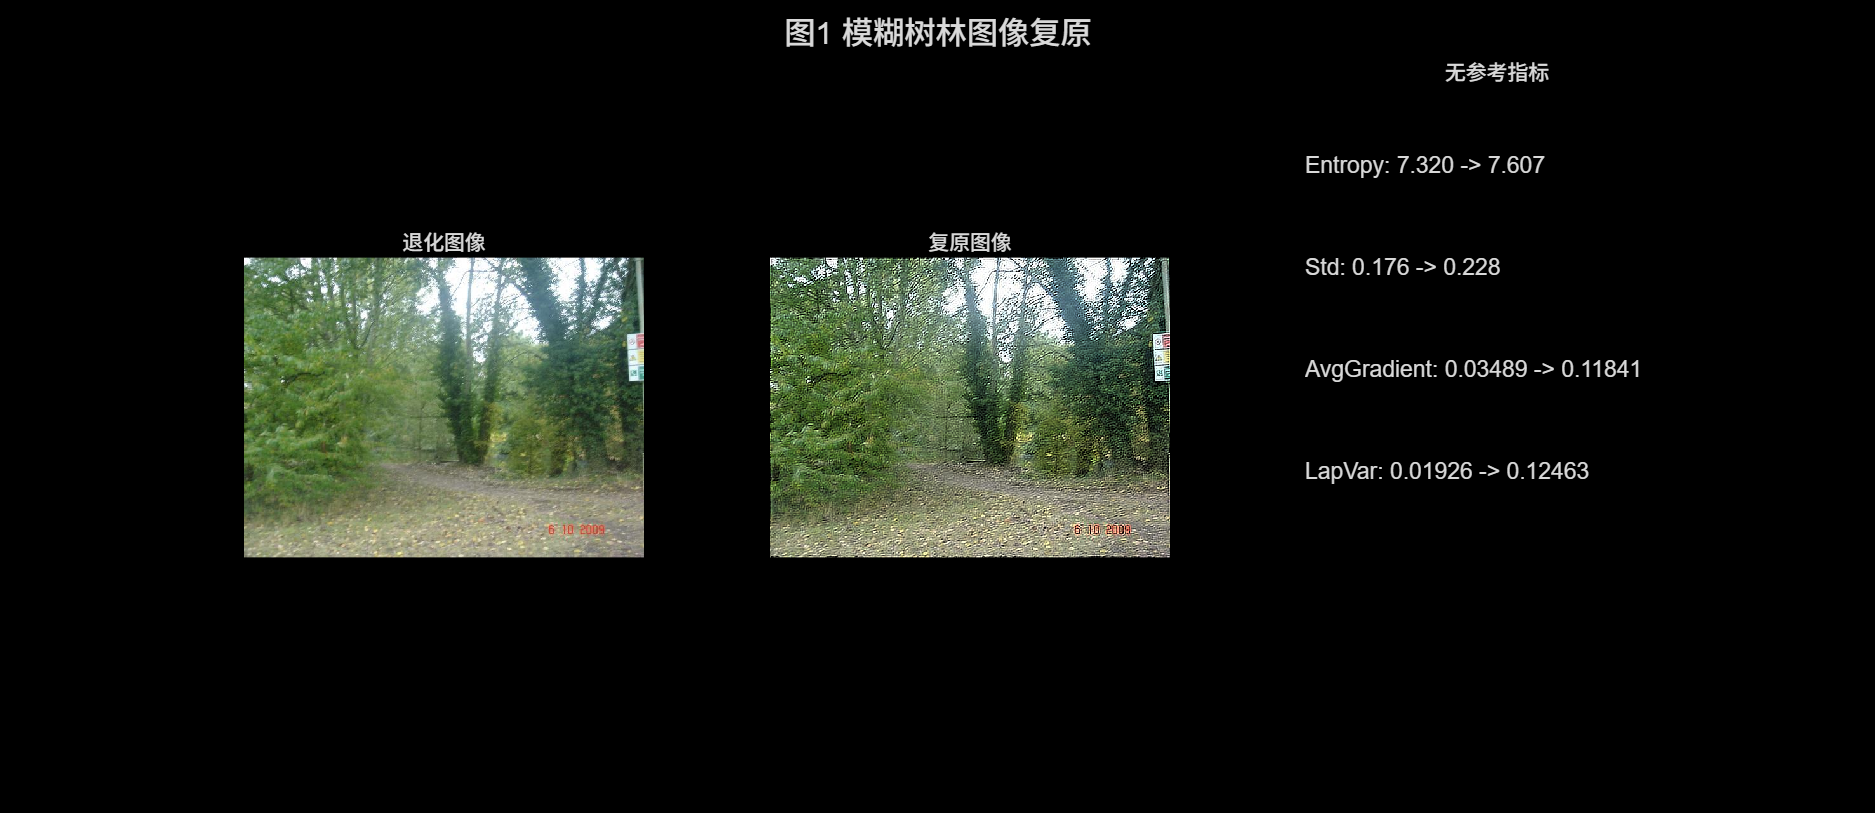 图1 模糊树林图像复原
无参考指标
Entropy: 7.320 -> 7.607
退化图像
复原图像
Std: 0.176 -> 0.228
AvgGradient: 0.03489 -> 0.11841
LapVar: 0.01926 -> 0.12463
6 10 2009
6 10 2009